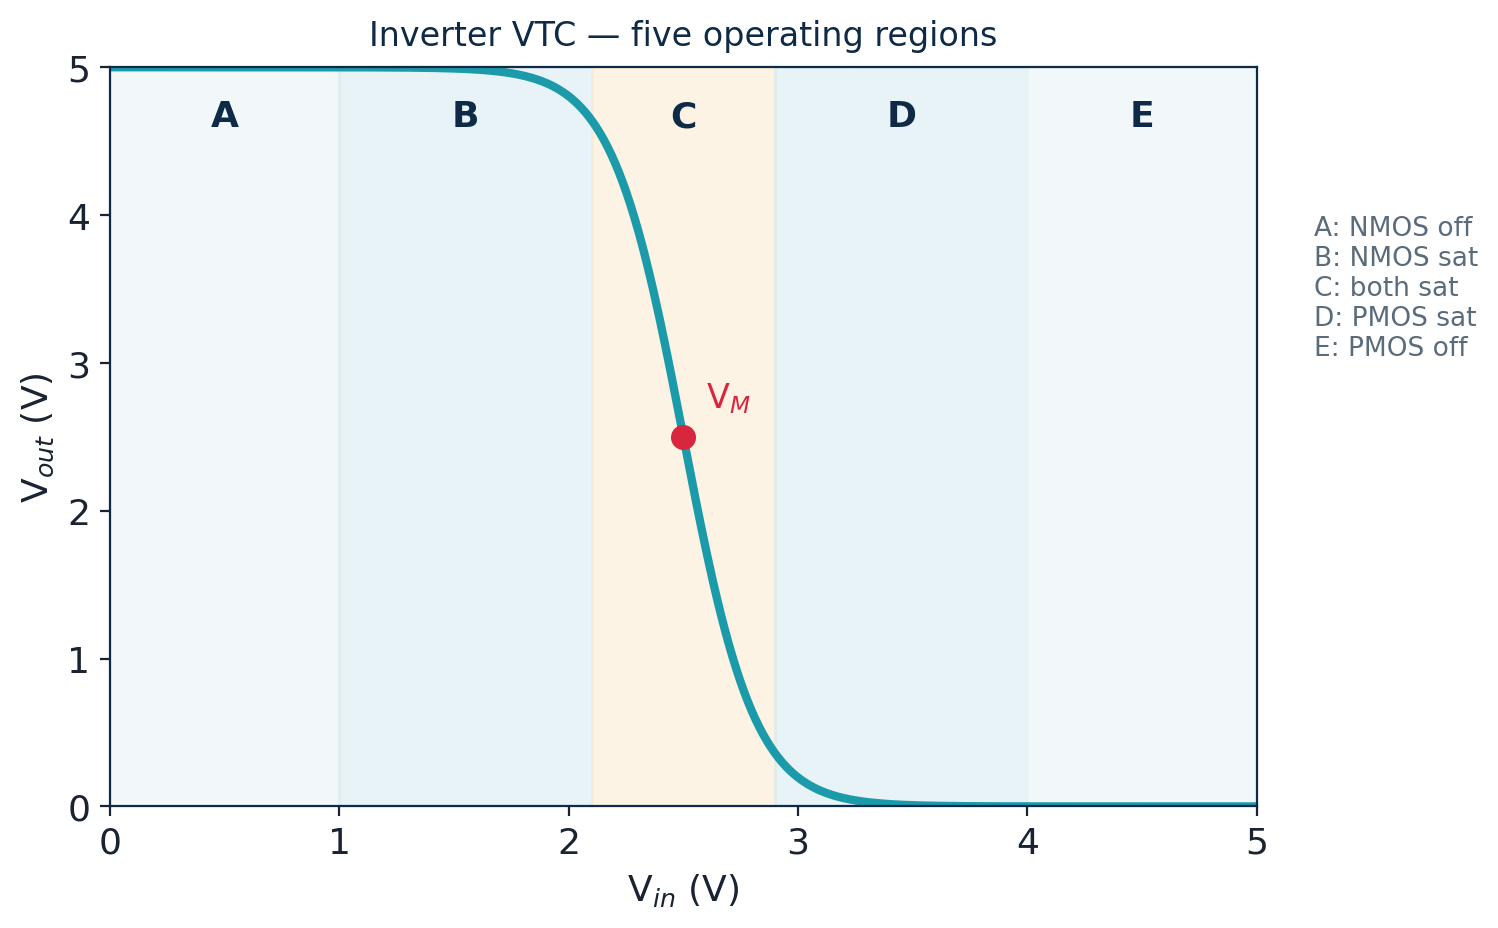 Inverter VTC — five operating regions
5
4
3
2
1
0
V_out (V)
A B C D E
V_M
A: NMOS off
B: NMOS sat
C: both sat
D: PMOS sat
E: PMOS off
0 1 2 3 4 5
V_in (V)